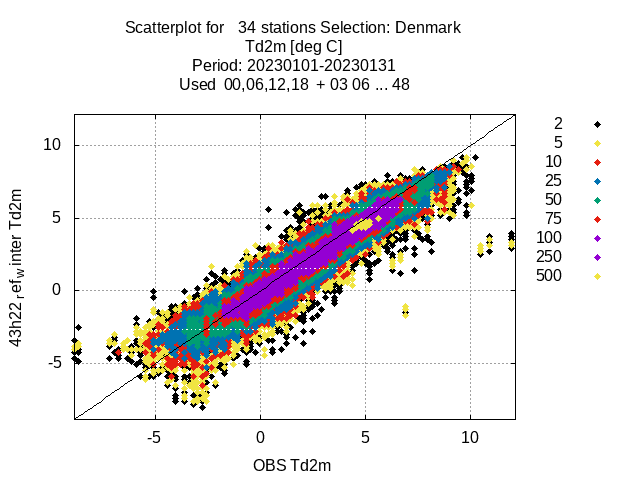 Scatterplot for   34 stations Selection: Denmark
Td2m [deg C]
Period: 20230101-20230131
Used  00,06,12,18  + 03 06 ... 48
2
5
10
25
50
75
100
250
500
10
5
0
-5
43h22_ref_winter Td2m
-5 0 5 10
OBS Td2m